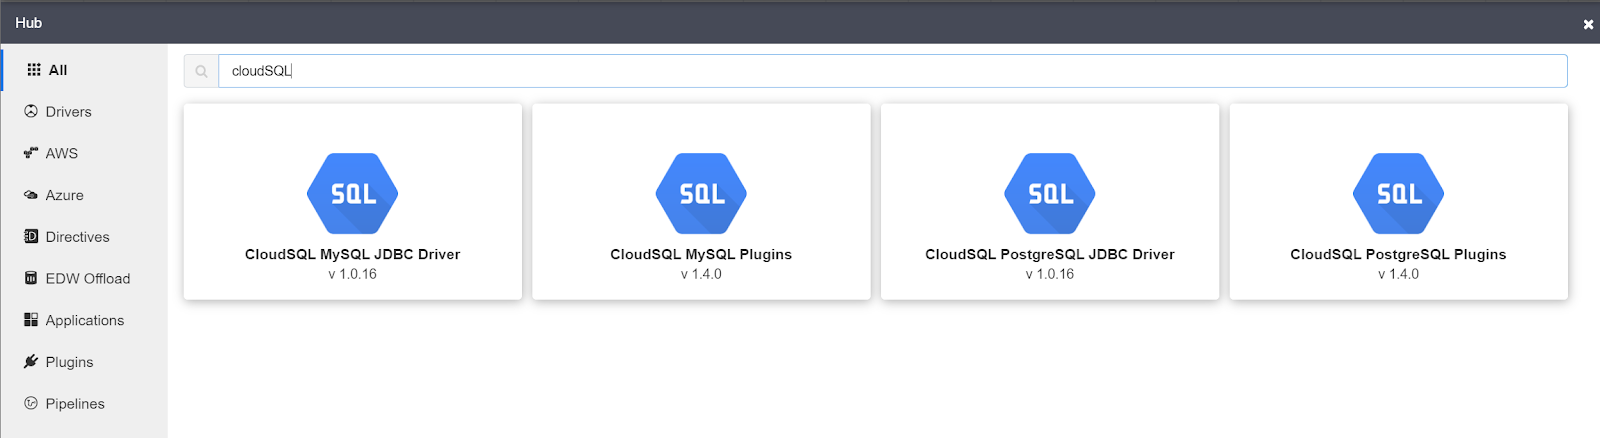 Hub
All
Drivers
AWS
Azure
Directives
EDW Offload
Applications
Plugins
Pipelines
cloudSQL
SQL
CloudSQL MySQL JDBC Driver
v 1.0.16
SQL
CloudSQL MySQL Plugins
v 1.4.0
SQL
CloudSQL PostgreSQL JDBC Driver
v 1.0.16
SQL
CloudSQL PostgreSQL Plugins
v 1.4.0